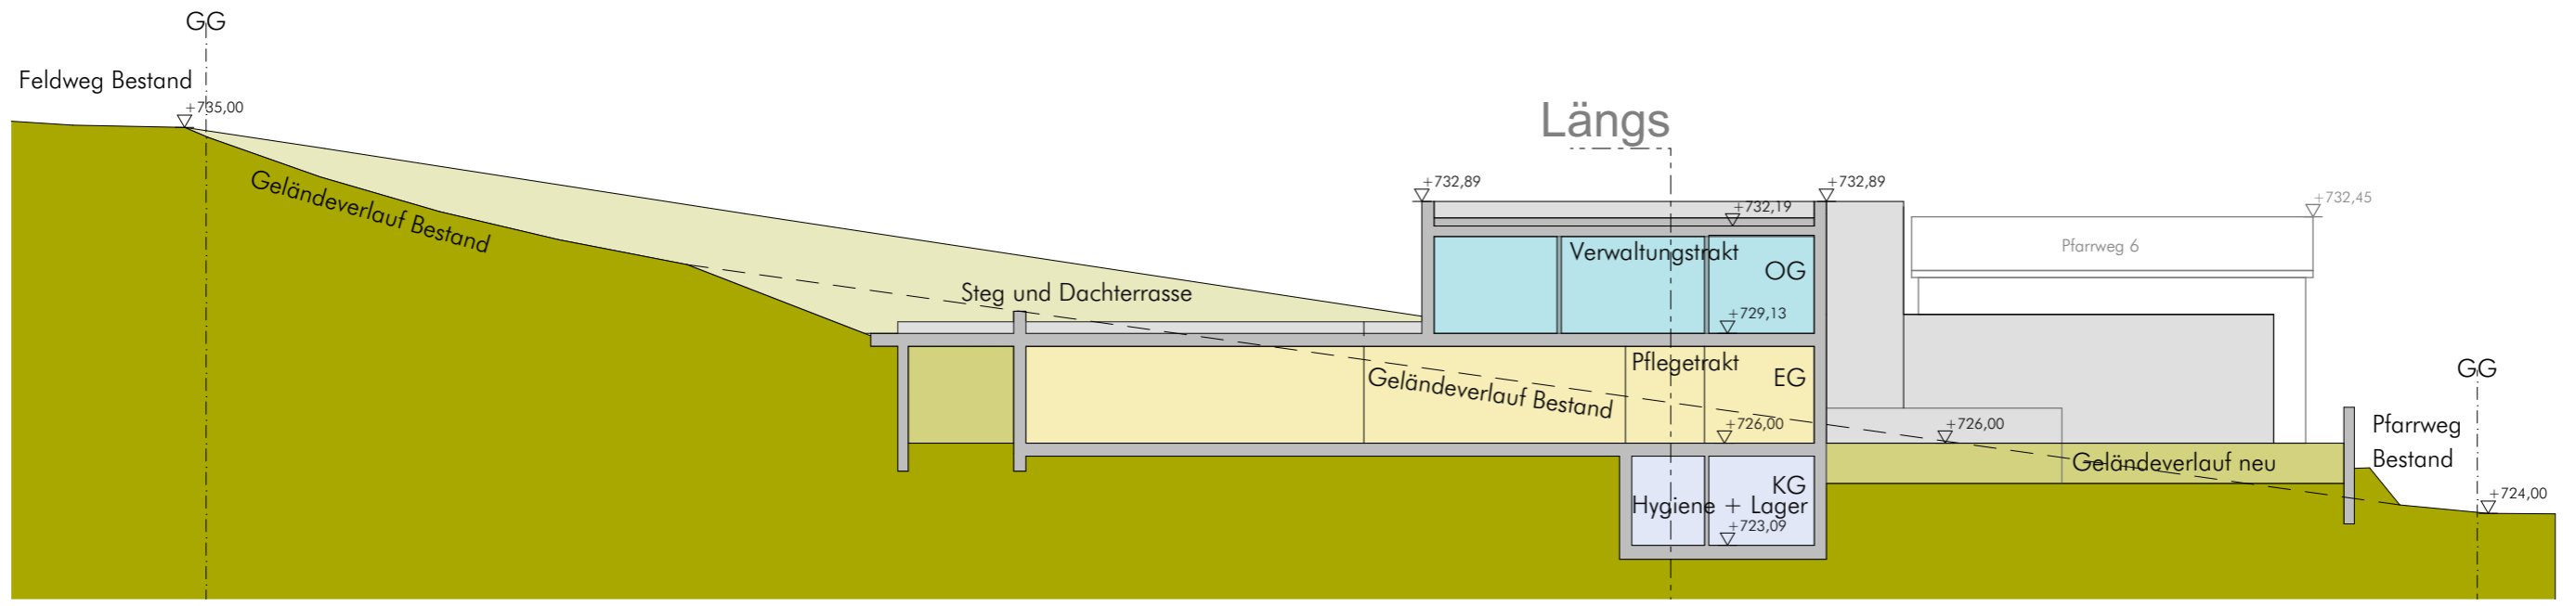 GG
Feldweg Bestand
+735,00
Geländeverlauf Bestand
Längs
+732,89
+732,89
+732,19
+732,45
Verwaltungstrakt
OG
Pfarrweg 6
Steg und Dachterrasse
+729,13
Pflegetrakt
EG
Geländeverlauf Bestand
+726,00
+726,00
GG
Pfarrweg
Bestand
Geländeverlauf neu
KG
Hygiene + Lager
+723,09
+724,00